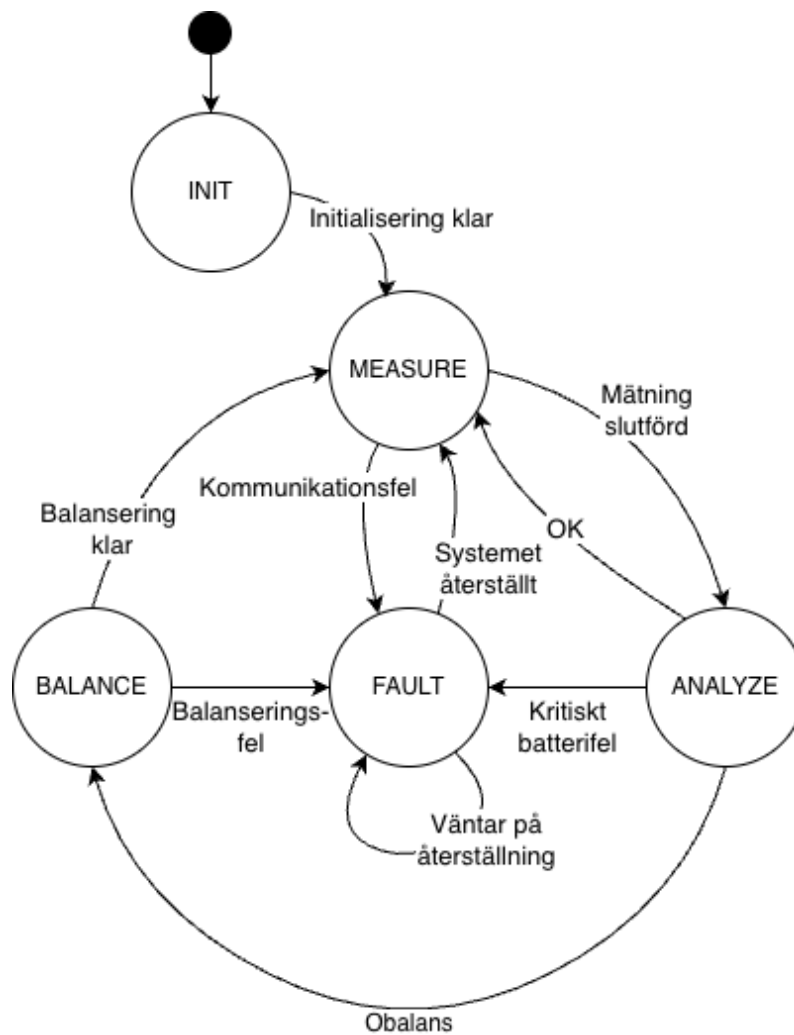 INIT
Initialisering klar
MEASURE
Mätning
slutförd
Kommunikationsfel
Balansering
klar
OK
Systemet
återställt
BALANCE
FAULT
ANALYZE
Balanserings-
fel
Kritiskt
batterifel
Väntar på
återställning
Obalans